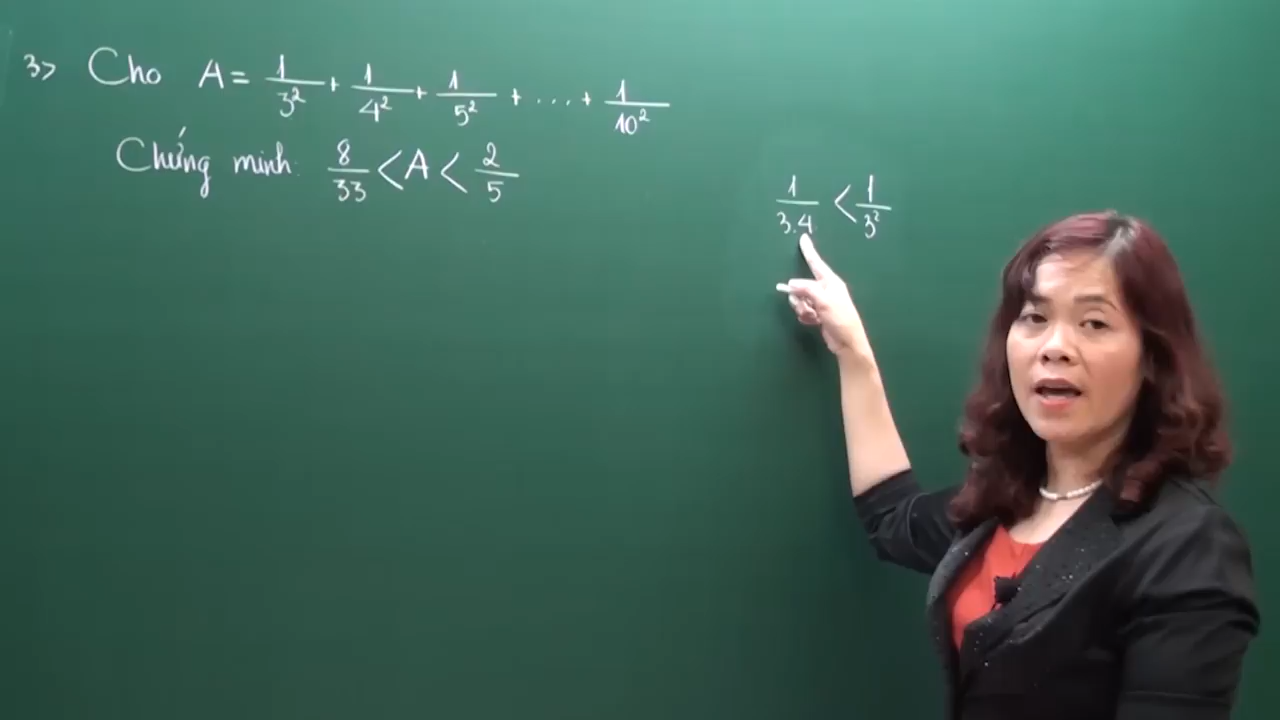 3> Cho A = 1/3² + 1/4² + 1/5² + .... + 1/10²
Chứng minh: 8/33 < A < 2/5
1/3.4 < 1/3²